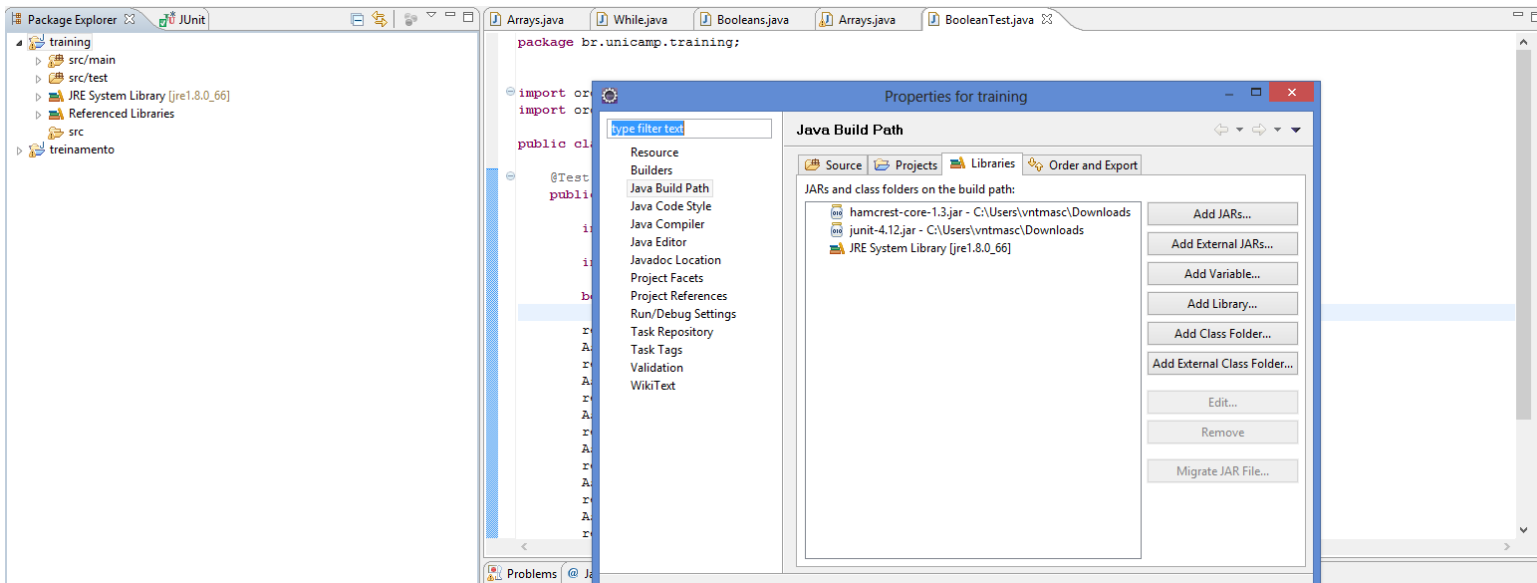 Package Explorer
JUnit
training
src/main
src/test
JRE System Library [jre1.8.0_66]
Referenced Libraries
src
treinamento
Arrays.java
While.java
Booleans.java
Arrays.java
BooleanTest.java
package br.unicamp.training;
import
import
public
@Test
Problems
@
Properties for training
type filter text
Resource
Builders
Java Build Path
Java Code Style
Java Compiler
Java Editor
Javadoc Location
Project Facets
Project References
Run/Debug Settings
Task Repository
Task Tags
Validation
WikiText
Java Build Path
Source
Projects
Libraries
Order and Export
JARs and class folders on the build path:
hamcrest-core-1.3.jar - C:\Users\vntmasc\Downloads
junit-4.12.jar - C:\Users\vntmasc\Downloads
JRE System Library [jre1.8.0_66]
Add JARs...
Add External JARs...
Add Variable...
Add Library...
Add Class Folder...
Add External Class Folder...
Edit...
Remove
Migrate JAR File...